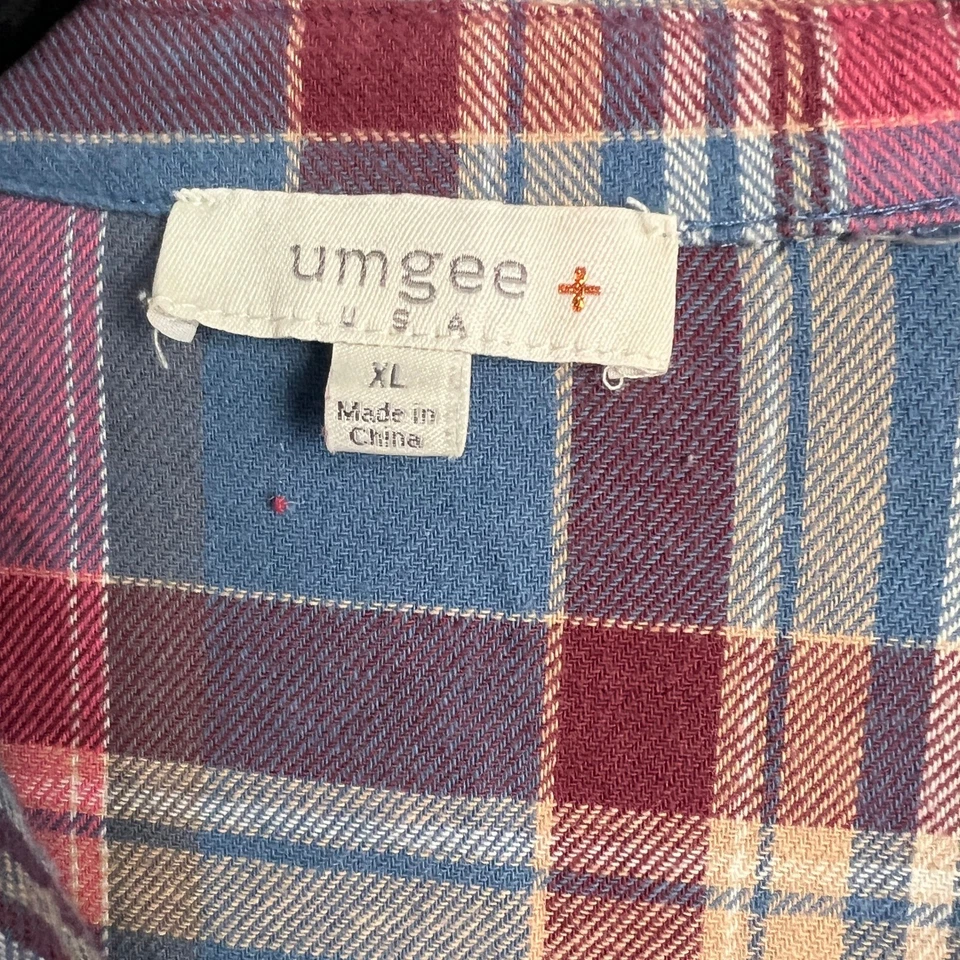 umgee +
USA
XL
Made in
China